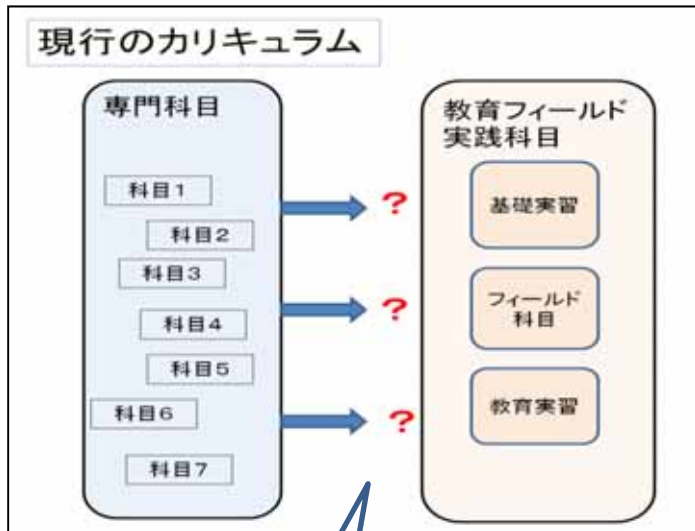 現行のカリキュラム
専門科目
科目1
科目2
科目3
科目4
科目5
科目6
科目7
?
?
?
教育フィールド
実践科目
基礎実習
フィールド
科目
教育実習